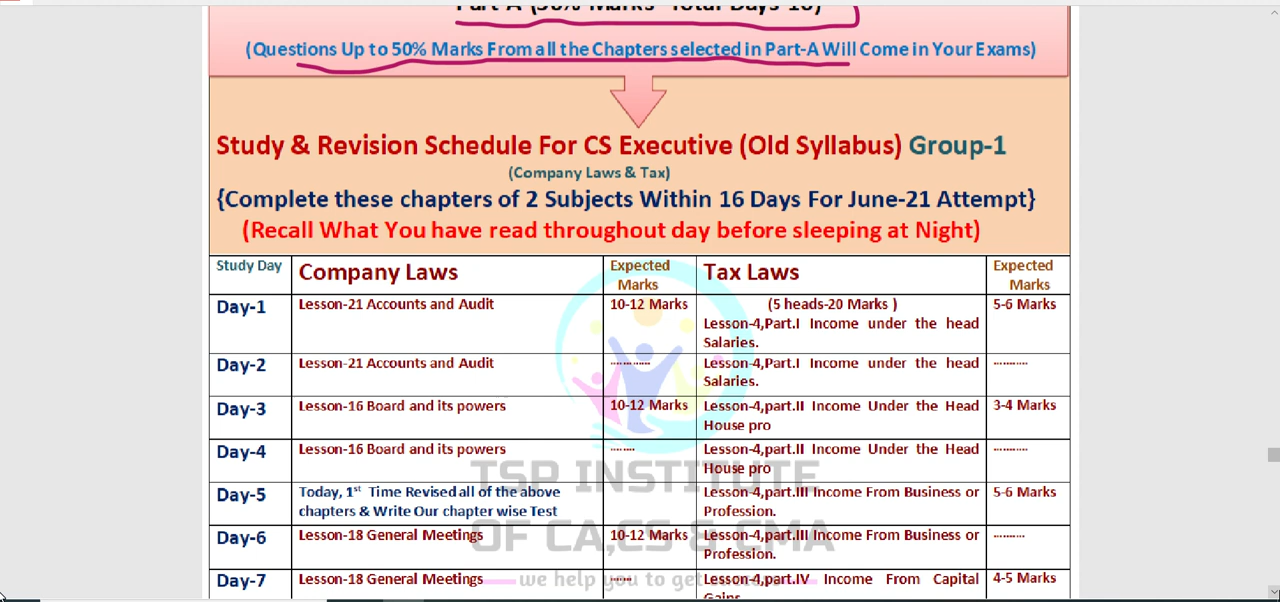 Part-A (50% Marks Total Days-16)
(Questions Up to 50% Marks From all the Chapters selected in Part-A Will Come in Your Exams)
Study & Revision Schedule For CS Executive (Old Syllabus) Group-1
(Company Laws & Tax)
{Complete these chapters of 2 Subjects Within 16 Days For June-21 Attempt}
(Recall What You have read throughout day before sleeping at Night)
Study Day Company Laws Expected Marks Tax Laws Expected Marks
Day-1 Lesson-21 Accounts and Audit 10-12 Marks (5 heads-20 Marks ) 5-6 Marks
Lesson-4,Part.I Income under the head
Salaries.
Day-2 Lesson-21 Accounts and Audit ............ Lesson-4,Part.I Income under the head ...........
Salaries.
Day-3 Lesson-16 Board and its powers 10-12 Marks Lesson-4,part.II Income Under the Head 3-4 Marks
House pro
Day-4 Lesson-16 Board and its powers ........ Lesson-4,part.II Income Under the Head ...........
House pro
Day-5 Today, 1st Time Revised all of the above Lesson-4,part.III Income From Business or 5-6 Marks
chapters & Write Our chapter wise Test Profession.
Day-6 Lesson-18 General Meetings 10-12 Marks Lesson-4,part.III Income From Business or ..........
Profession.
Day-7 Lesson-18 General Meetings ....... Lesson-4,part.IV Income From Capital 4-5 Marks
Gains
TSP INSTITUTE
OF CA,CS & CMA
we help you to get